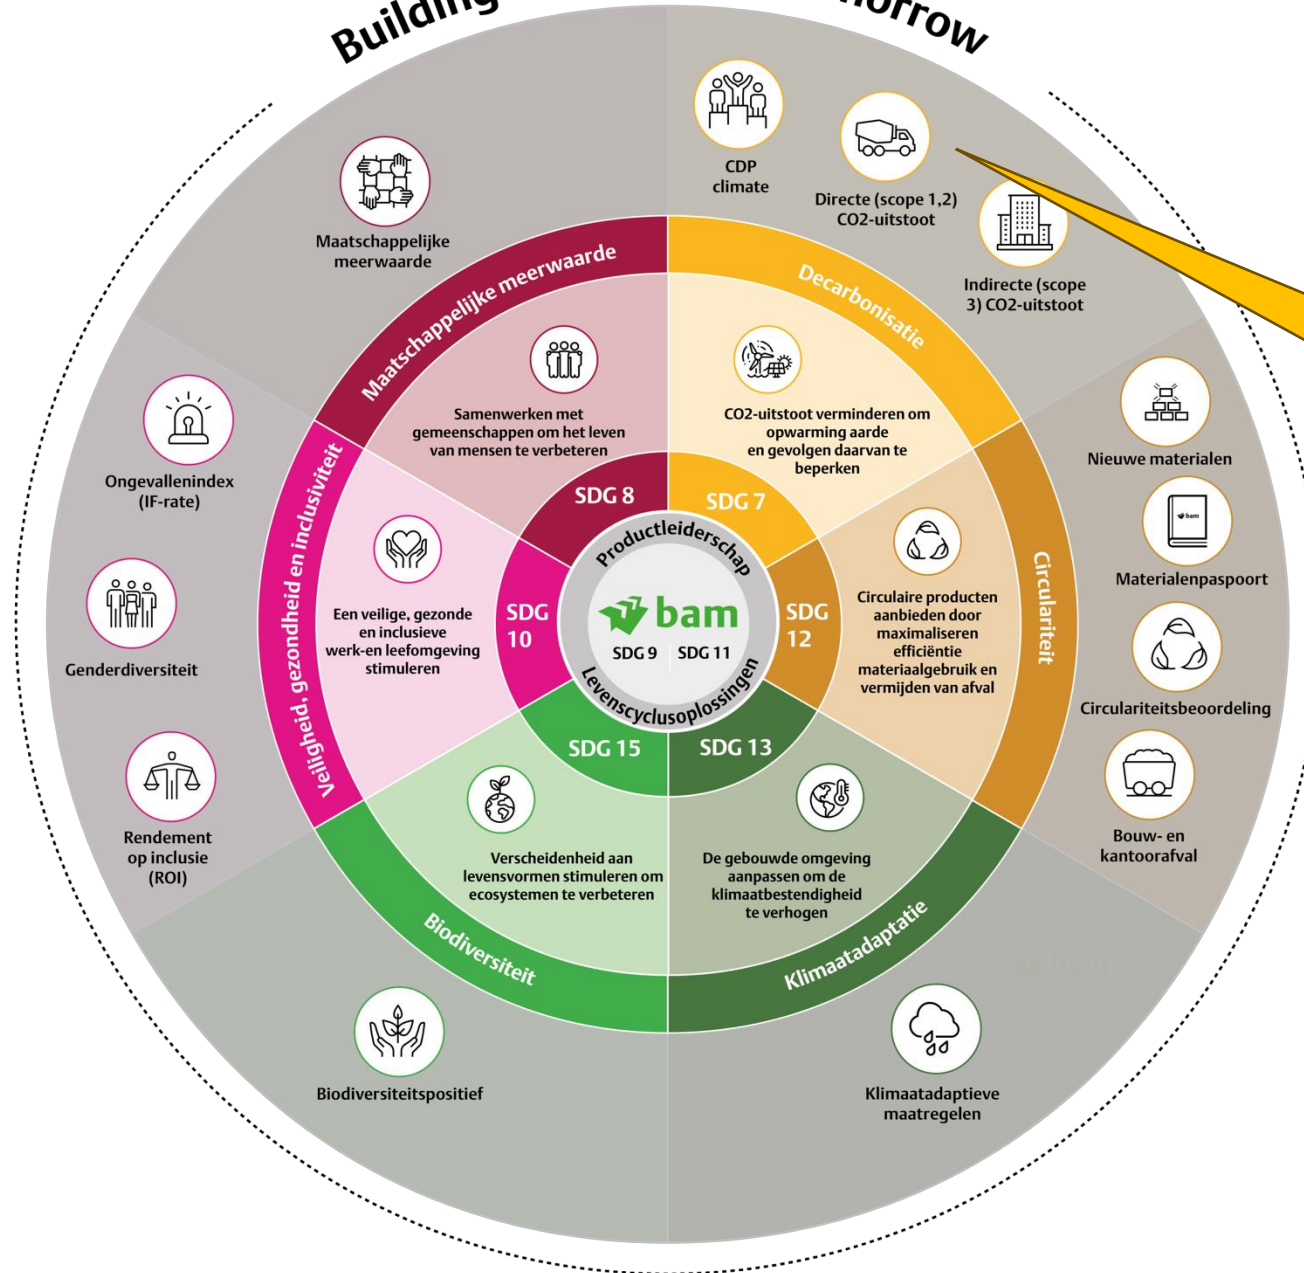 Building
morrow
CDP
climate
Directe (scope 1,2)
CO2-uitstoot
Indirecte (scope
3) CO2-uitstoot
Maatschappelijke
meerwaarde
Maatschappelijke meerwaarde
Decarbonisatie
Samenwerken met
gemeenschappen om het leven
van mensen te verbeteren
CO2-uitstoot verminderen om
opwarming aarde
en gevolgen daarvan te
beperken
Ongevallenindex
(IF-rate)
Genderdiversiteit
Rendement
op inclusie
(ROI)
Veiligheid, gezondheid en inclusiviteit
Een veilige, gezonde
en inclusieve
werk-en leefomgeving
stimuleren
SDG 8
SDG 7
SDG
10
SDG
12
SDG 15
SDG 13
Productleiderschap
bam
SDG 9
SDG 11
Levenscyclusoplossingen
Circulaire producten
aanbieden door
maximaliseren
efficiëntie
materiaalgebruik en
vermijden van afval
Circulariteit
Nieuwe materialen
bam
Materialenpaspoort
Circulariteitsbeoordeling
Bouw- en
kantoorafval
Verscheidenheid aan
levensvormen stimuleren om
ecosystemen te verbeteren
De gebouwde omgeving
aanpassen om de
klimaatbestendigheid
te verhogen
Biodiversiteit
Klimaatadaptatie
bam
Biodiversiteitspositief
Klimaatadaptieve
maatregelen